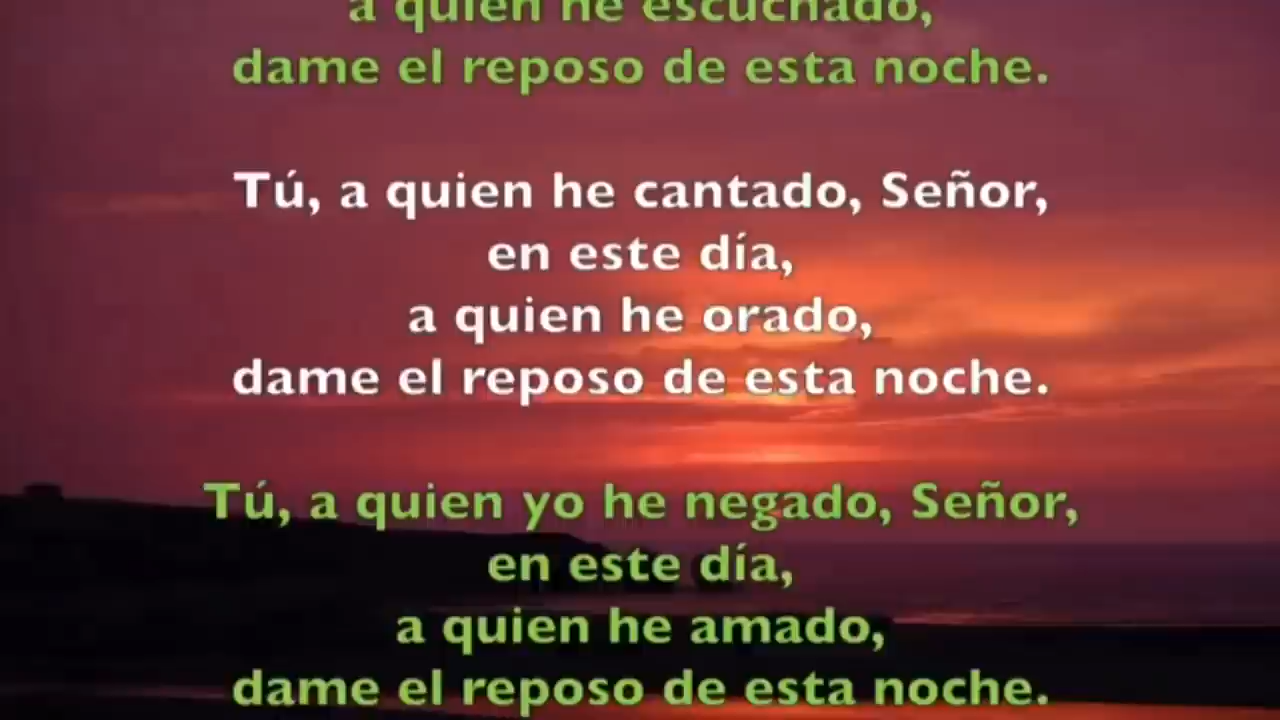 a quien he escuchado,
dame el reposo de esta noche.
Tú, a quien he cantado, Señor,
en este día,
a quien he orado,
dame el reposo de esta noche.
Tú, a quien yo he negado, Señor,
en este día,
a quien he amado,
dame el reposo de esta noche.